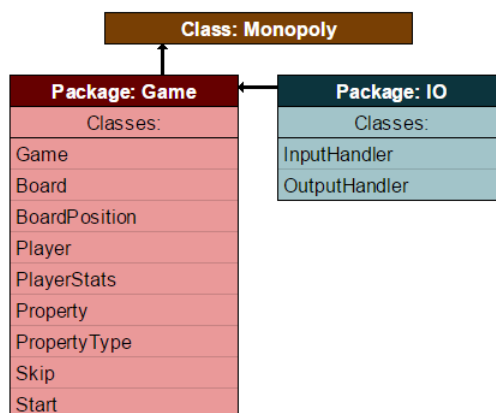 Class: Monopoly
Package: Game
Classes:
Game
Board
BoardPosition
Player
PlayerStats
Property
PropertyType
Skip
Start
Package: IO
Classes:
InputHandler
OutputHandler